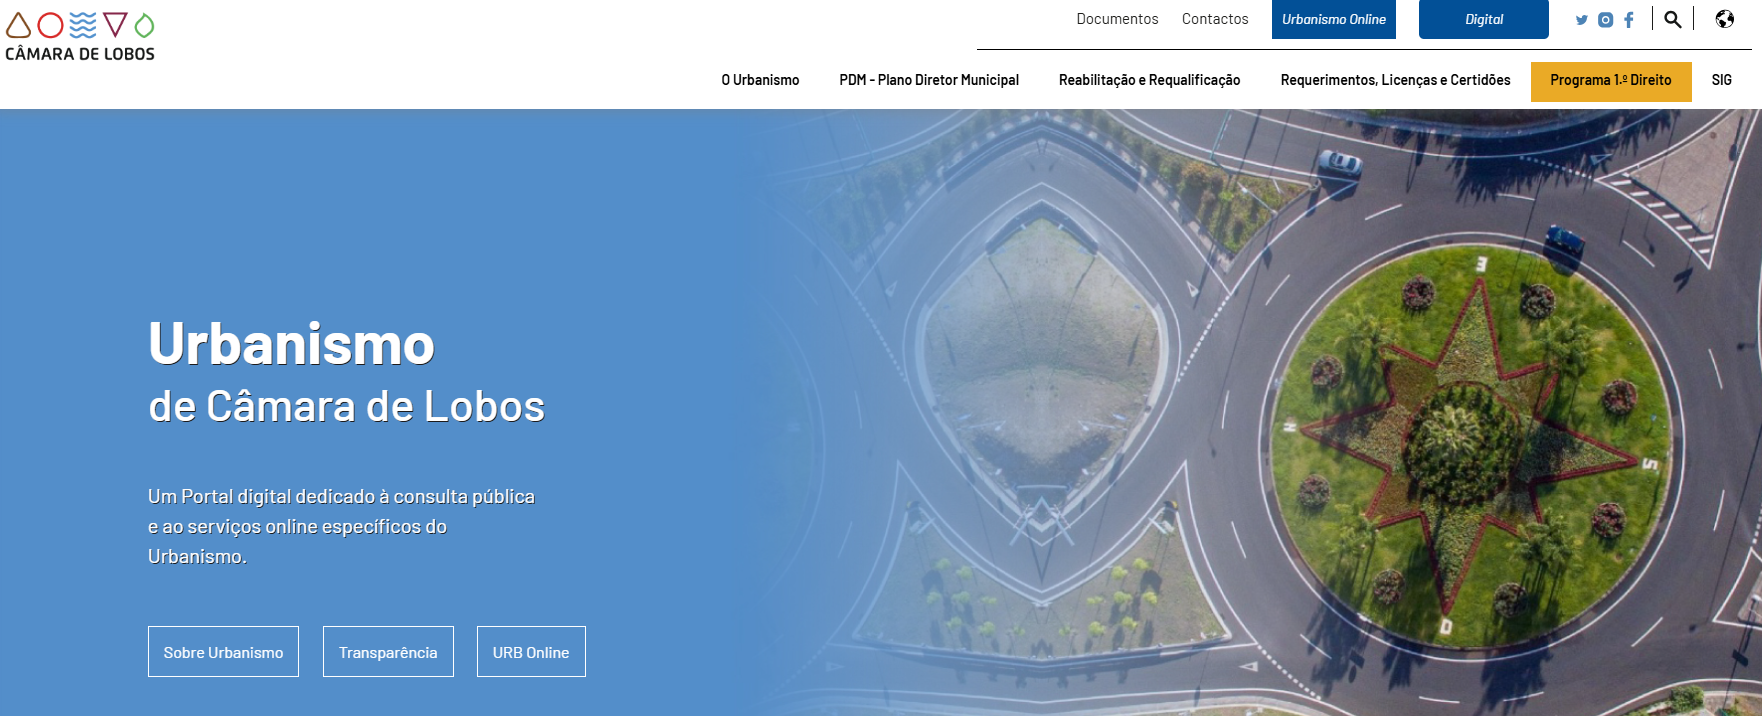 CÂMARA DE LOBOS
Documentos
Contactos
Urbanismo Online
Digital
O Urbanismo
PDM - Plano Diretor Municipal
Reabilitação e Requalificação
Requerimentos, Licenças e Certidões
Programa 1.º Direito
SIG
Urbanismo
de Câmara de Lobos
Um Portal digital dedicado à consulta pública
e ao serviços online específicos do
Urbanismo.
Sobre Urbanismo
Transparência
URB Online
E
N
S
O